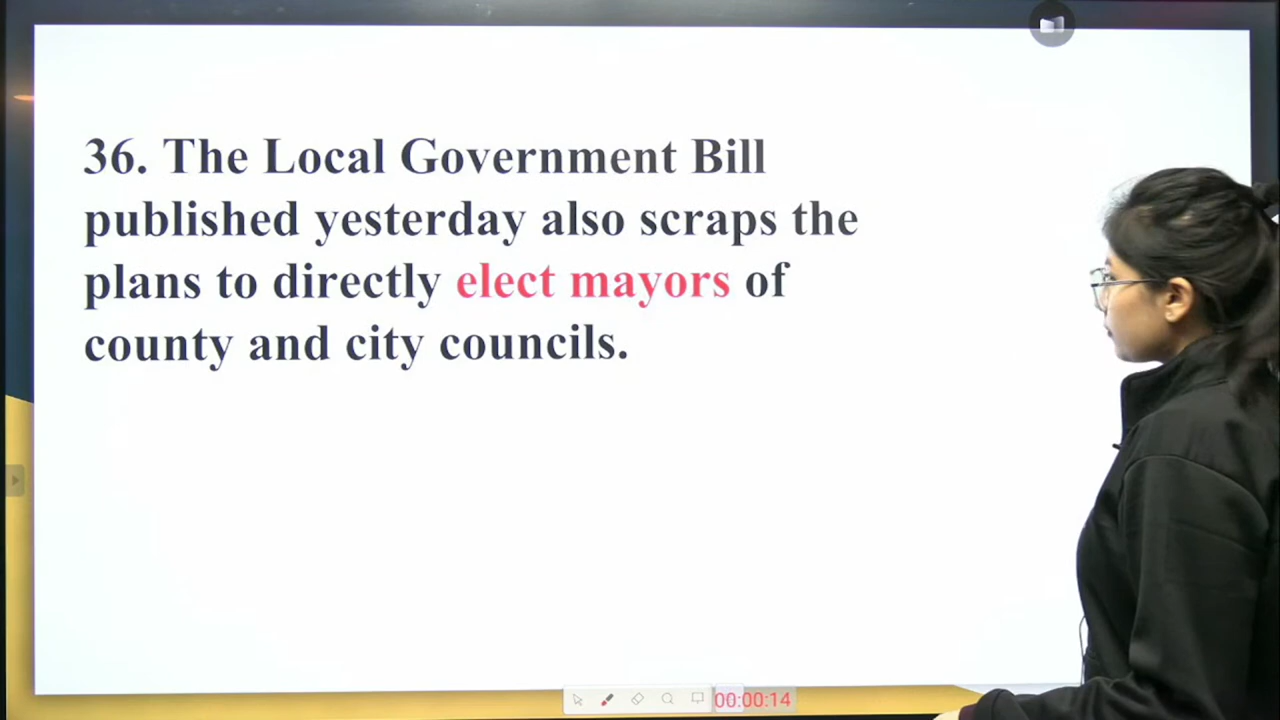 36. The Local Government Bill
published yesterday also scraps the
plans to directly elect mayors of
county and city councils.
00:00:14